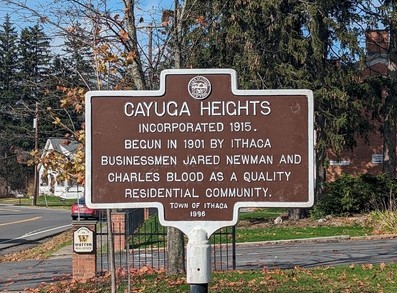 CAYUGA HEIGHTS
INCORPORATED 1915.
BEGUN IN 1901 BY ITHACA
BUSINESSMEN JARED NEWMAN AND
CHARLES BLOOD AS A QUALITY
RESIDENTIAL COMMUNITY.
TOWN OF ITHACA
1996